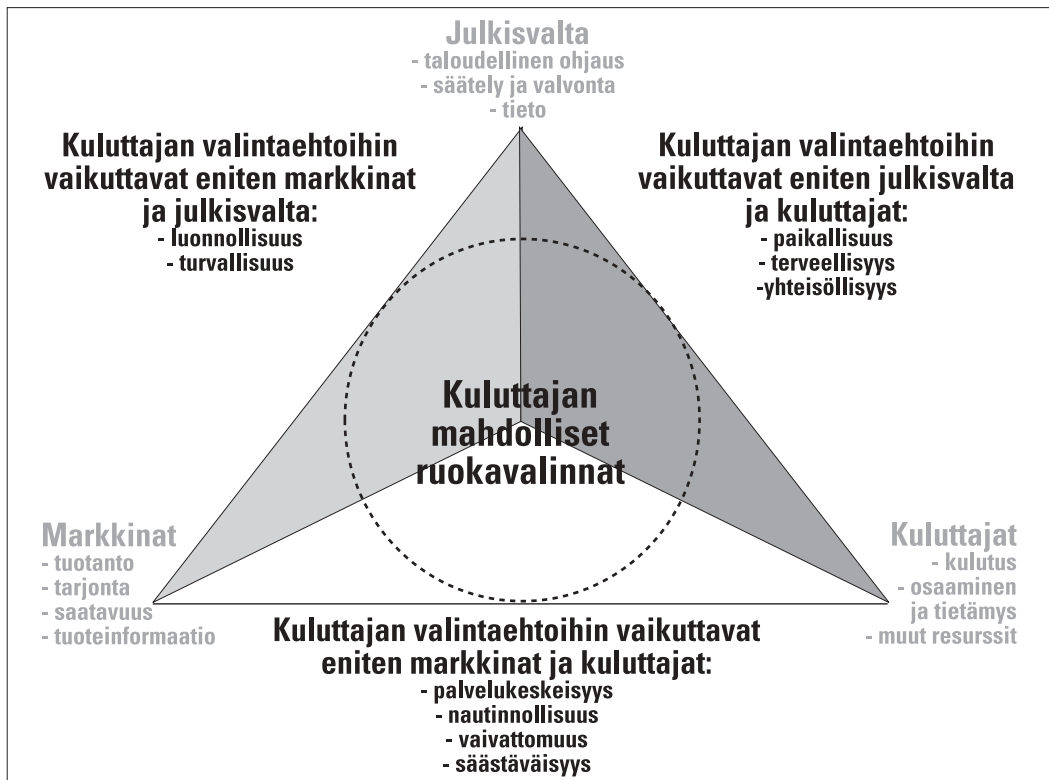 Julkisvalta
- taloudellinen ohjaus
- säätely ja valvonta
- tieto
Kuluttajan valintaehtoihin
vaikuttavat eniten markkinat
ja julkisvalta:
- luonnollisuus
- turvallisuus
Kuluttajan valintaehtoihin
vaikuttavat eniten julkisvalta
ja kuluttajat:
- paikallisuus
- terveellisyys
-yhteisöllisyys
Kuluttajan
mahdolliset
ruokavalinnat
Markkinat
- tuotanto
- tarjonta
- saatavuus
- tuoteinformaatio
Kuluttajat
- kulutus
- osaaminen
ja tietämys
- muut resurssit
Kuluttajan valintaehtoihin vaikuttavat
eniten markkinat ja kuluttajat:
- palvelukeskeisyys
- nautinnollisuus
- vaivattomuus
- säästäväisyys